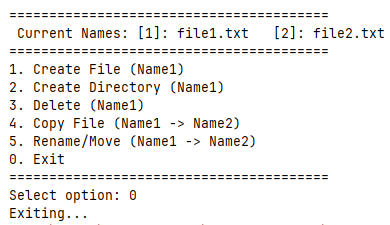 ========================================
Current Names: [1]: file1.txt   [2]: file2.txt
========================================
1. Create File (Name1)
2. Create Directory (Name1)
3. Delete (Name1)
4. Copy File (Name1 -> Name2)
5. Rename/Move (Name1 -> Name2)
0. Exit
========================================
Select option: 0
Exiting...